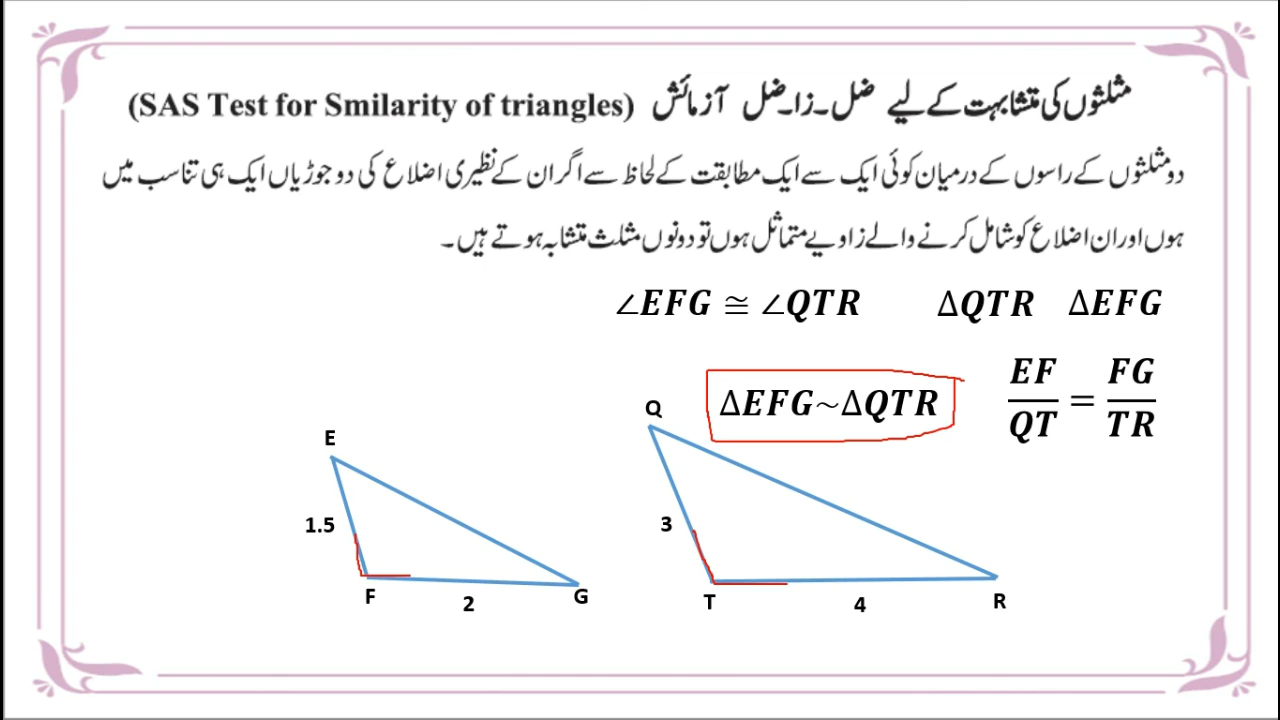 مثلثوں کی متشابہت کے لیے ضل ۔ زا ۔ ضل آزمائش (SAS Test for Smilarity of triangles)
دو مثلثوں کے راسوں کے درمیان کوئی ایک سے ایک مطابقت کے لحاظ سے اگر ان کے نظیری اضلاع کی دو جوڑیاں ایک ہی تناسب میں
ہوں اور ان اضلاع کو شامل کرنے والے زاویے متماثل ہوں تو دونوں مثلث متشابہ ہوتے ہیں ۔
∠EFG ≅ ∠QTR ΔQTR ΔEFG
EF/QT = FG/TR
ΔEFG~ΔQTR
Q
E
1.5
3
F
2
G
T
4
R